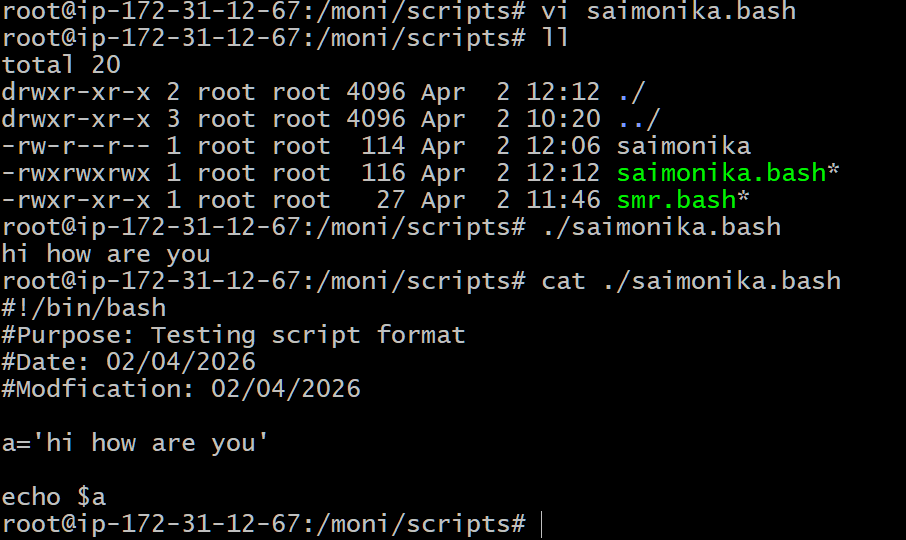 root@ip-172-31-12-67:/moni/scripts# vi saimonika.bash
root@ip-172-31-12-67:/moni/scripts# ll
total 20
drwxr-xr-x 2 root root 4096 Apr  2 12:12 ./
drwxr-xr-x 3 root root 4096 Apr  2 10:20 ../
-rw-r--r-- 1 root root  114 Apr  2 12:06 saimonika
-rwxrwxrwx 1 root root  116 Apr  2 12:12 saimonika.bash*
-rwxr-xr-x 1 root root   27 Apr  2 11:46 smr.bash*
root@ip-172-31-12-67:/moni/scripts# ./saimonika.bash
hi how are you
root@ip-172-31-12-67:/moni/scripts# cat ./saimonika.bash
#!/bin/bash
#Purpose: Testing script format
#Date: 02/04/2026
#Modfication: 02/04/2026

a='hi how are you'

echo $a
root@ip-172-31-12-67:/moni/scripts#